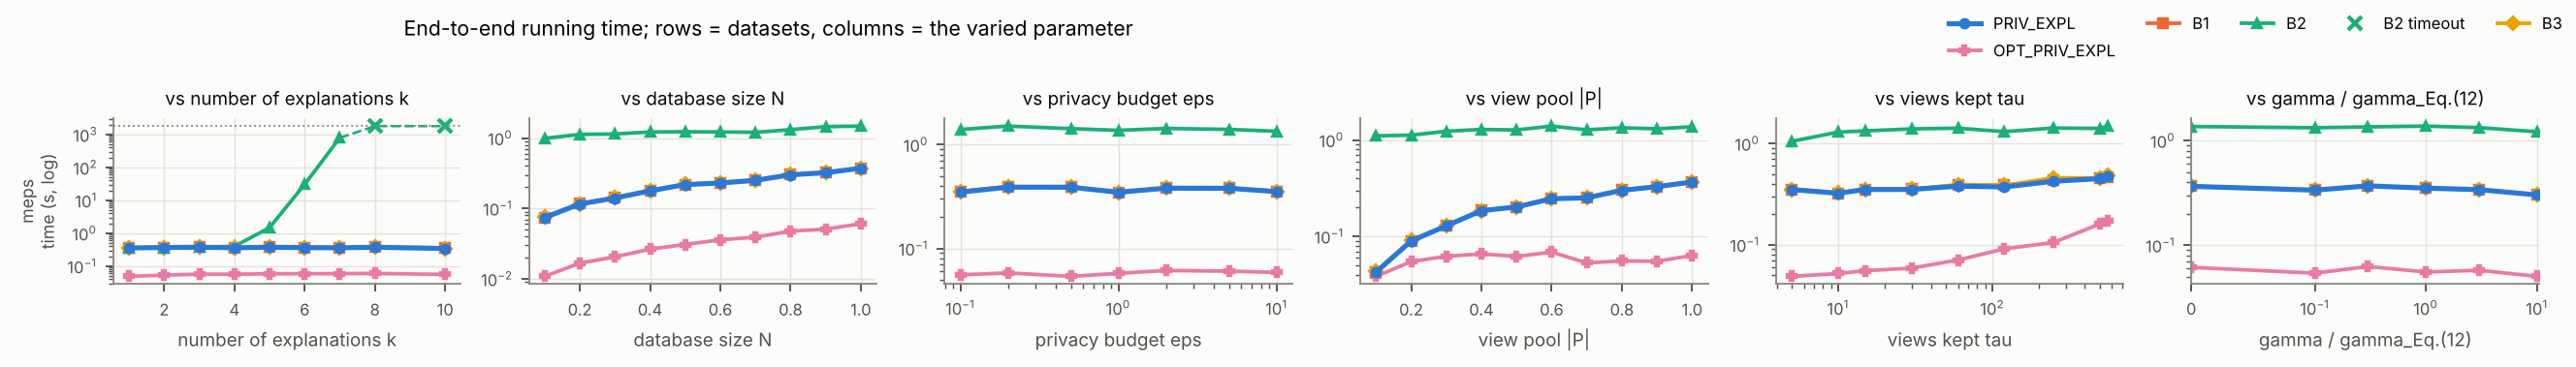 End-to-end running time; rows = datasets, columns = the varied parameter
PRIV_EXPL B1 B2 B2 timeout B3
OPT_PRIV_EXPL
vs number of explanations k
meps
time (s, log)
10³
10²
10¹
10⁰
10⁻¹
2 4 6 8 10
number of explanations k
vs database size N
10⁰
10⁻¹
10⁻²
0.2 0.4 0.6 0.8 1.0
database size N
vs privacy budget eps
10⁰
10⁻¹
10⁻¹ 10⁰ 10¹
privacy budget eps
vs view pool |P|
10⁰
10⁻¹
0.2 0.4 0.6 0.8 1.0
view pool |P|
vs views kept tau
10⁰
10⁻¹
10¹ 10²
views kept tau
vs gamma / gamma_Eq.(12)
10⁰
10⁻¹
0 10⁻¹ 10⁰ 10¹
gamma / gamma_Eq.(12)